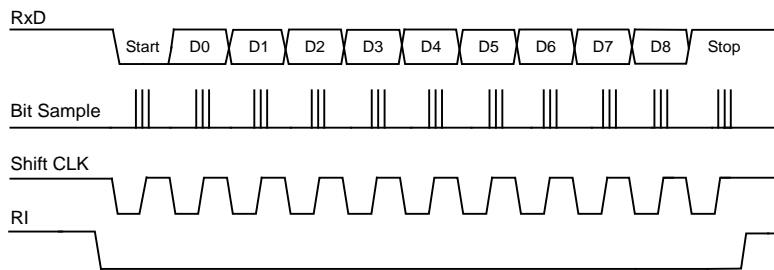 RxD
Start D0 D1 D2 D3 D4 D5 D6 D7 D8 Stop
Bit Sample
Shift CLK
RI